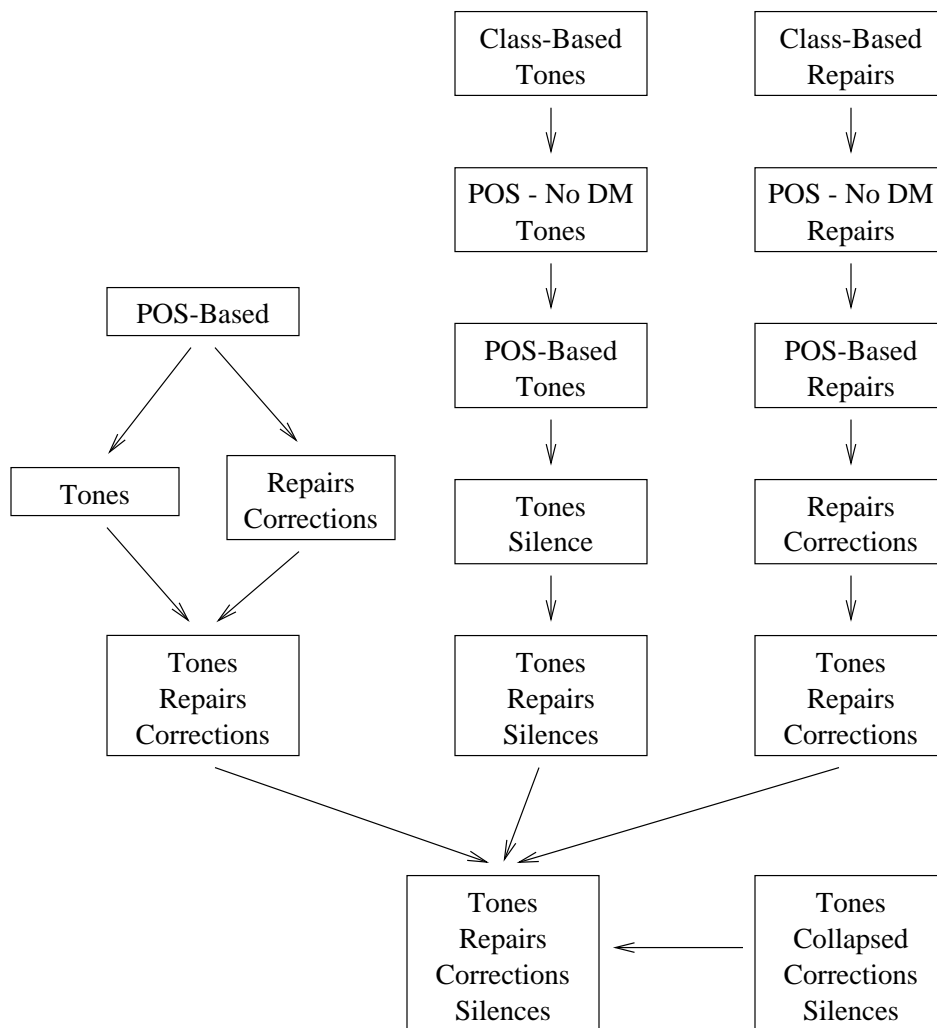 Class-Based
Tones
Class-Based
Repairs
POS - No DM
Tones
POS - No DM
Repairs
POS-Based
POS-Based
Tones
POS-Based
Repairs
Tones
Repairs
Corrections
Tones
Silence
Repairs
Corrections
Tones
Repairs
Corrections
Tones
Repairs
Silences
Tones
Repairs
Corrections
Tones
Repairs
Corrections
Silences
Tones
Collapsed
Corrections
Silences